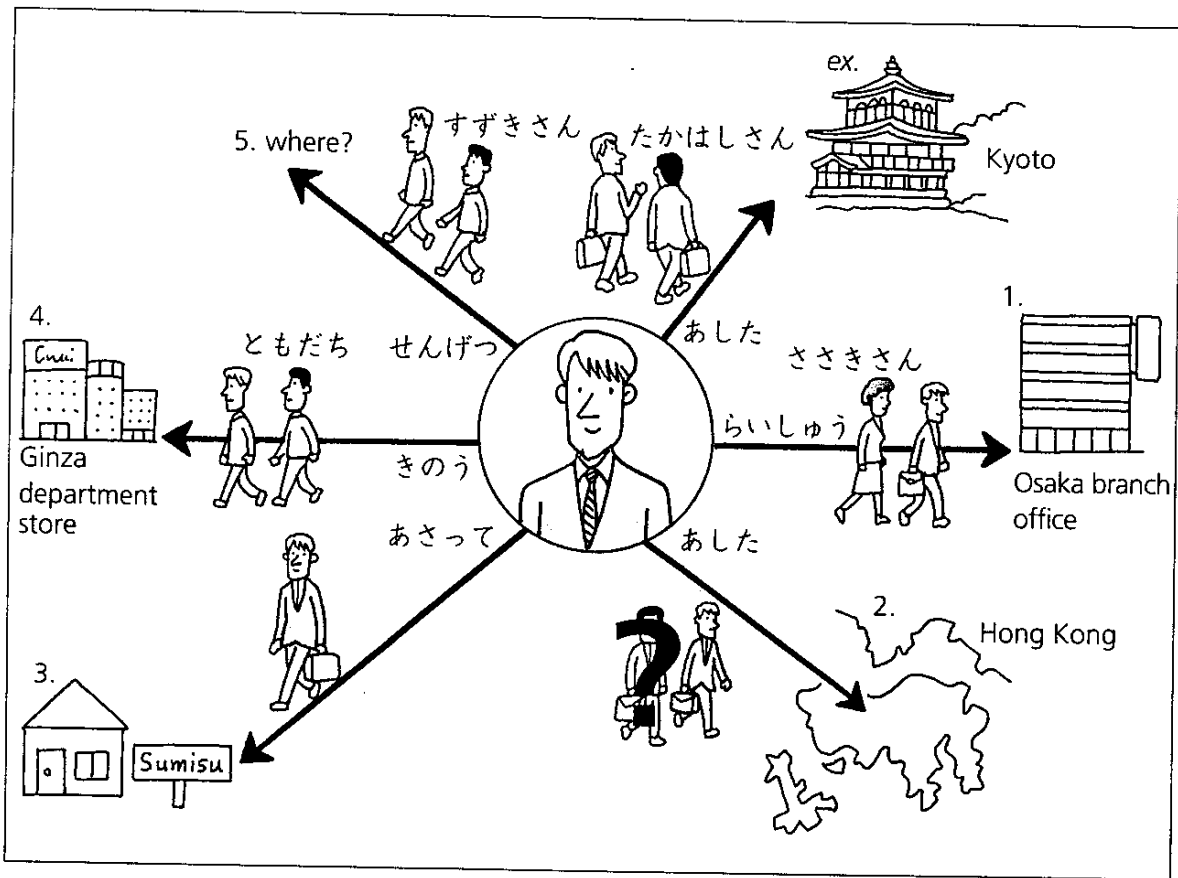 ex.
Kyoto
たかはしさん
あした
1.
Osaka branch
office
ささきさん
らいしゅう
2.
Hong Kong
あした
?
3.
Sumisu
あさって
4.
Ginza
department
store
ともだち
きのう
5. where?
すずきさん
せんげつ